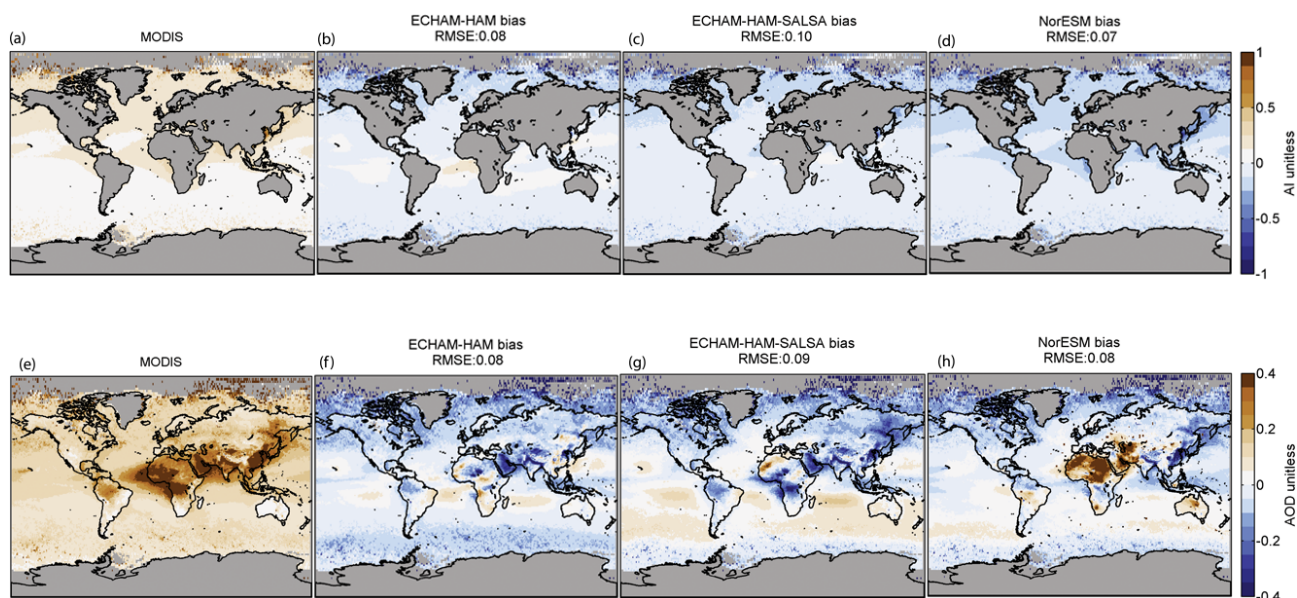 (a)
MODIS
(b)
ECHAM-HAM bias
RMSE:0.08
(c)
ECHAM-HAM-SALSA bias
RMSE:0.10
(d)
NorESM bias
RMSE:0.07
1
0.5
0
-0.5
-1
AI unitless
(e)
MODIS
(f)
ECHAM-HAM bias
RMSE:0.08
(g)
ECHAM-HAM-SALSA bias
RMSE:0.09
(h)
NorESM bias
RMSE:0.08
0.4
0.2
0
-0.2
-0.4
AOD unitless